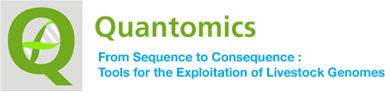 Quantomics
From Sequence to Consequence :
Tools for the Exploitation of Livestock Genomes